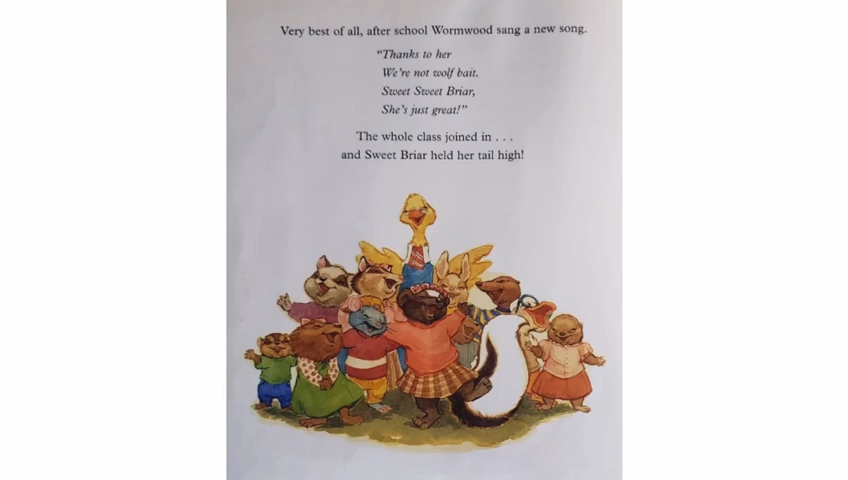 Very best of all, after school Wormwood sang a new song.
“Thanks to her
We’re not wolf bait.
Sweet Sweet Briar,
She’s just great!”
The whole class joined in . . .
and Sweet Briar held her tail high!